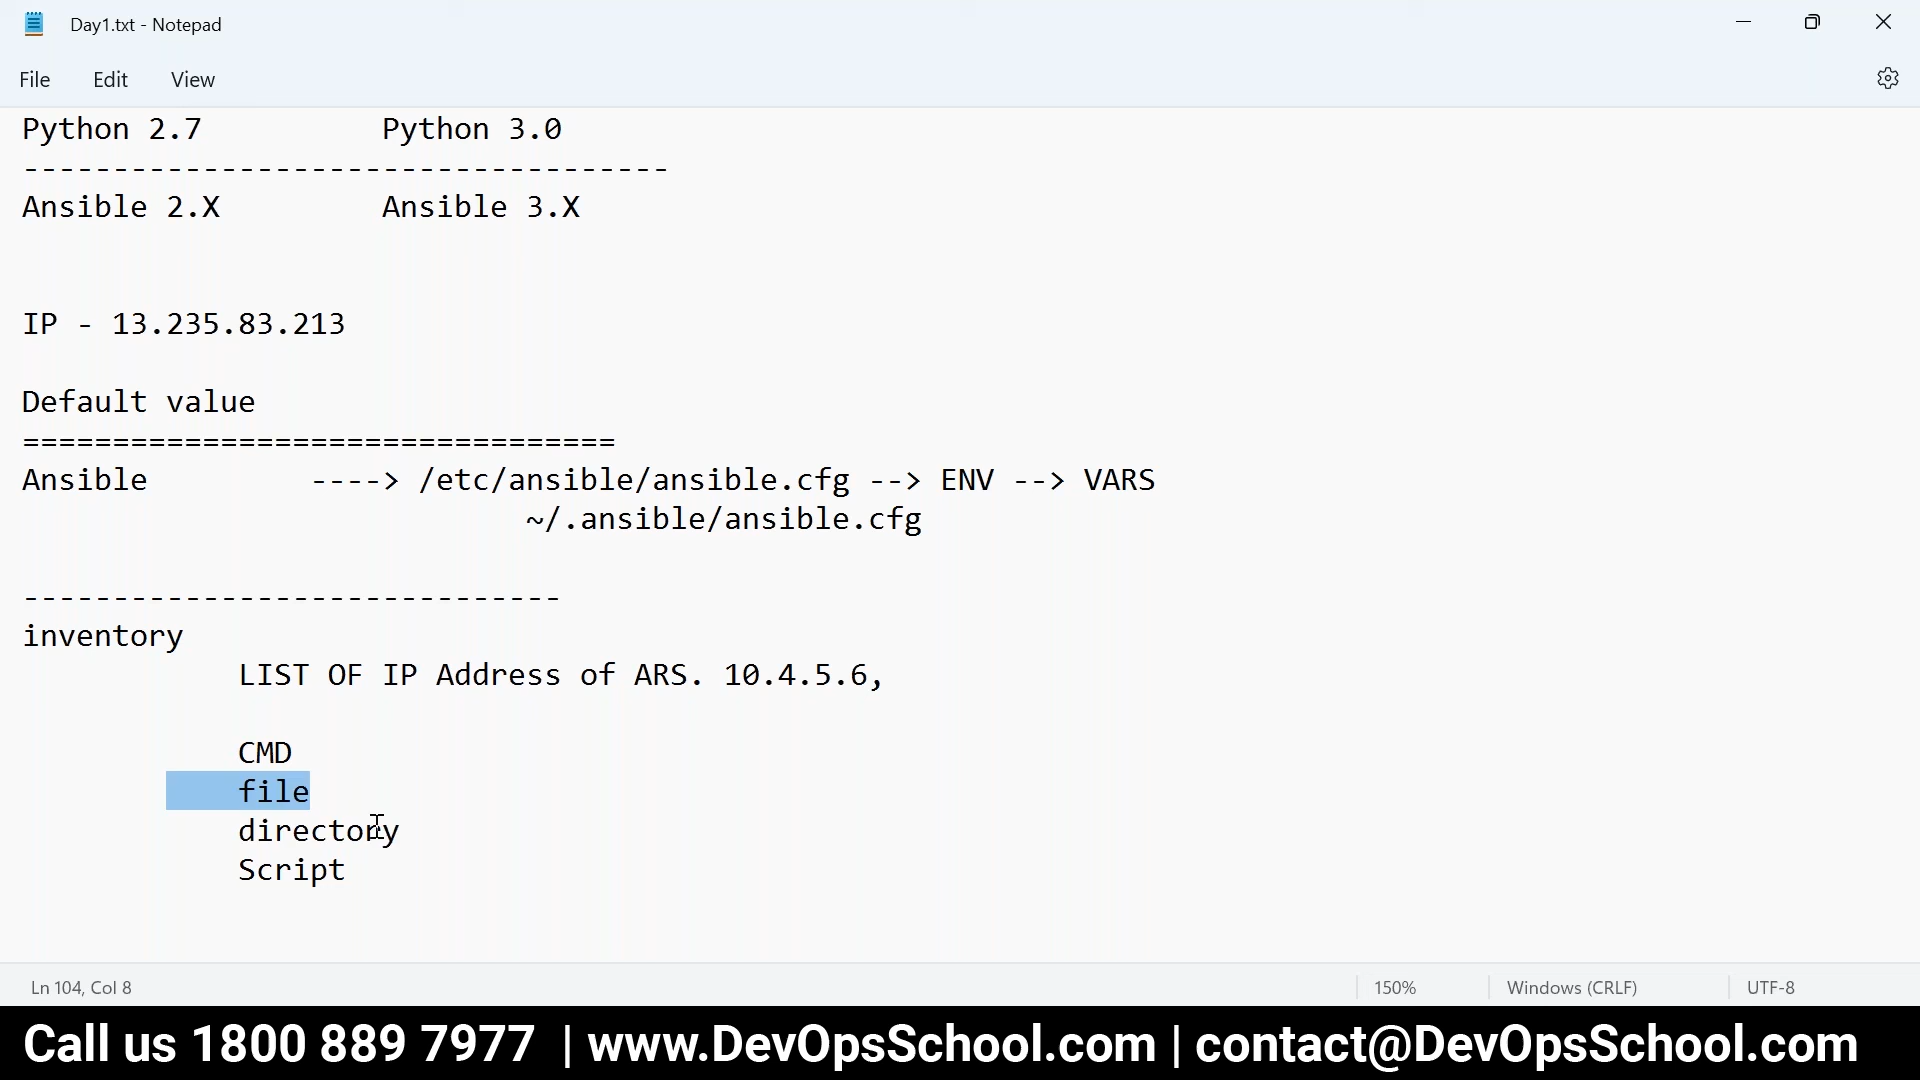 Day1.txt - Notepad
File Edit View
Python 2.7 Python 3.0
------------------------------------
Ansible 2.X Ansible 3.X
IP - 13.235.83.213
Default value
=================================
Ansible ----> /etc/ansible/ansible.cfg --> ENV --> VARS
~/.ansible/ansible.cfg
------------------------------
inventory
LIST OF IP Address of ARS. 10.4.5.6,
CMD
file
directory
Script
Ln 104, Col 8 150% Windows (CRLF) UTF-8
Call us 1800 889 7977 | www.DevOpsSchool.com | contact@DevOpsSchool.com